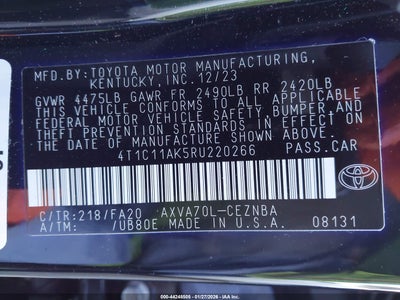 MFD.BY:TOYOTA MOTOR MANUFACTURING,
KENTUCKY, INC.12/23
GVWR 4475LB GAWR FR 2490LB RR 2420LB
THIS VEHICLE CONFORMS TO ALL APPLICABLE
FEDERAL MOTOR VEHICLE SAFETY, BUMPER, AND
THEFT PREVENTION STANDARDS IN EFFECT ON
THE DATE OF MANUFACTURE SHOWN ABOVE.
4T1C11AK5RU220266 PASS.CAR
C/TR:218/FA20 AXVA70L-CEZNBA
A/TM: /UB80E MADE IN U.S.A. 08131
TOYOTA
000-44248509 - 01/27/2026 - IAA Inc.